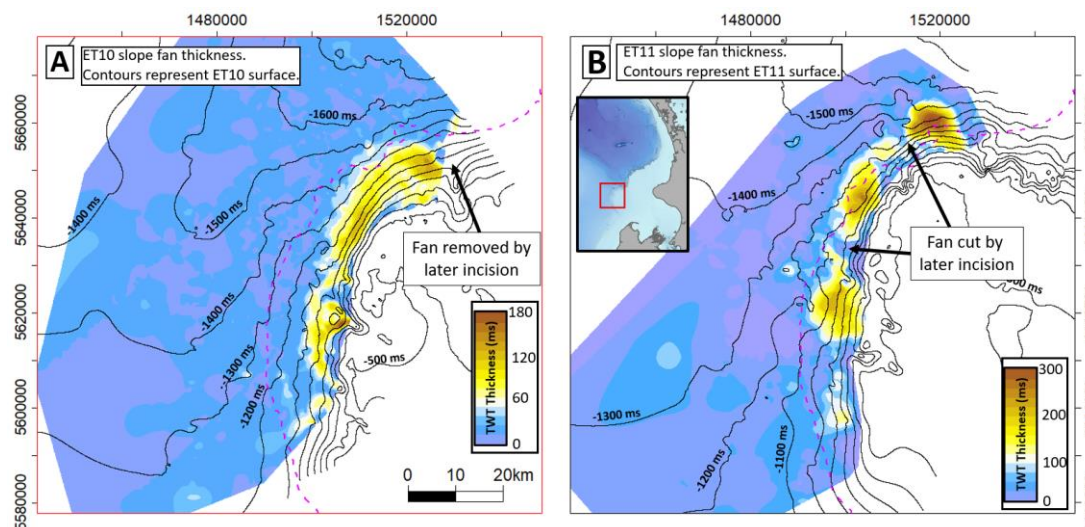 1480000
1520000
1480000
1520000
A
ET10 slope fan thickness.
Contours represent ET10 surface.
B
ET11 slope fan thickness.
Contours represent ET11 surface.
5660000
5640000
5620000
5600000
5580000
-1600 ms
-1500 ms
-1400 ms
-1400 ms
-1300 ms
-1200 ms
-500 ms
Fan removed by
later incision
TWT Thickness (ms)
180
120
60
0
0
10
20km
-1500 ms
-1400 ms
-1300 ms
-1200 ms
-1100 ms
Fan cut by
later incision
TWT Thickness (ms)
300
200
100
0